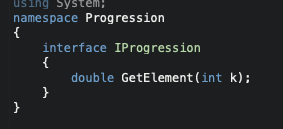 using System;
namespace Progression
{
    interface IProgression
    {
        double GetElement(int k);
    }
}